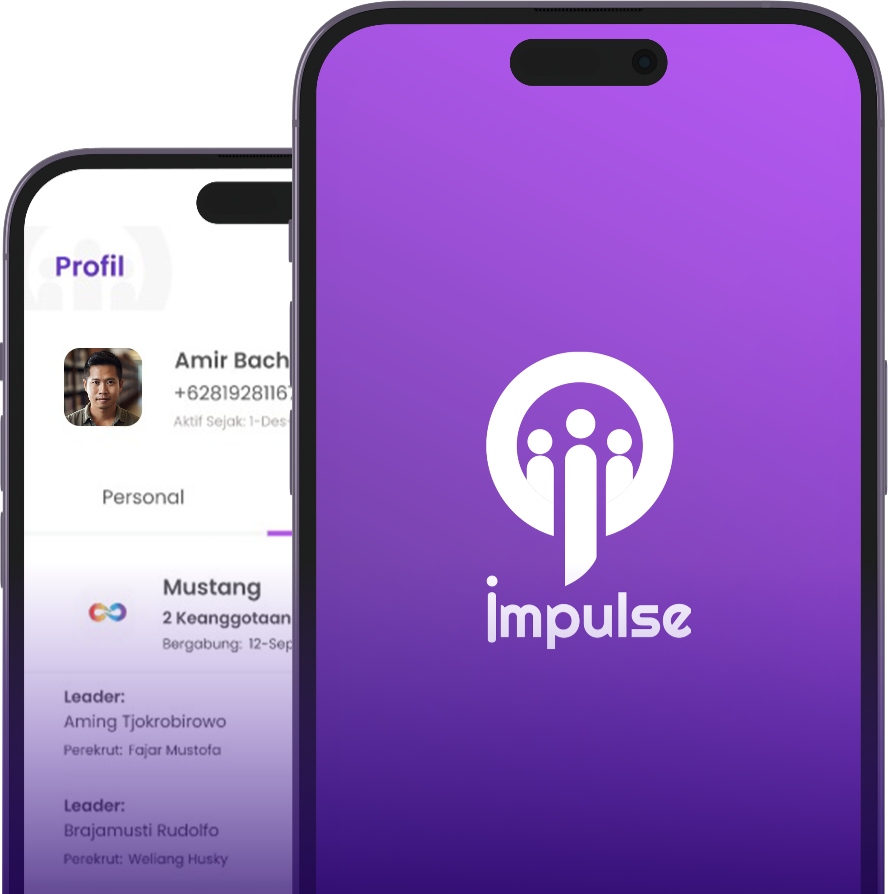 Profil
Amir Bach
+62819281167
Aktif Sejak: 1-Des-
Personal
Mustang
2 Keanggotaan
Bergabung: 12-Sep
Leader:
Aming Tjokrobirowo
Perekrut: Fajar Mustofa
Leader:
Brajamusti Rudolfo
Perekrut: Weliang Husky
impulse